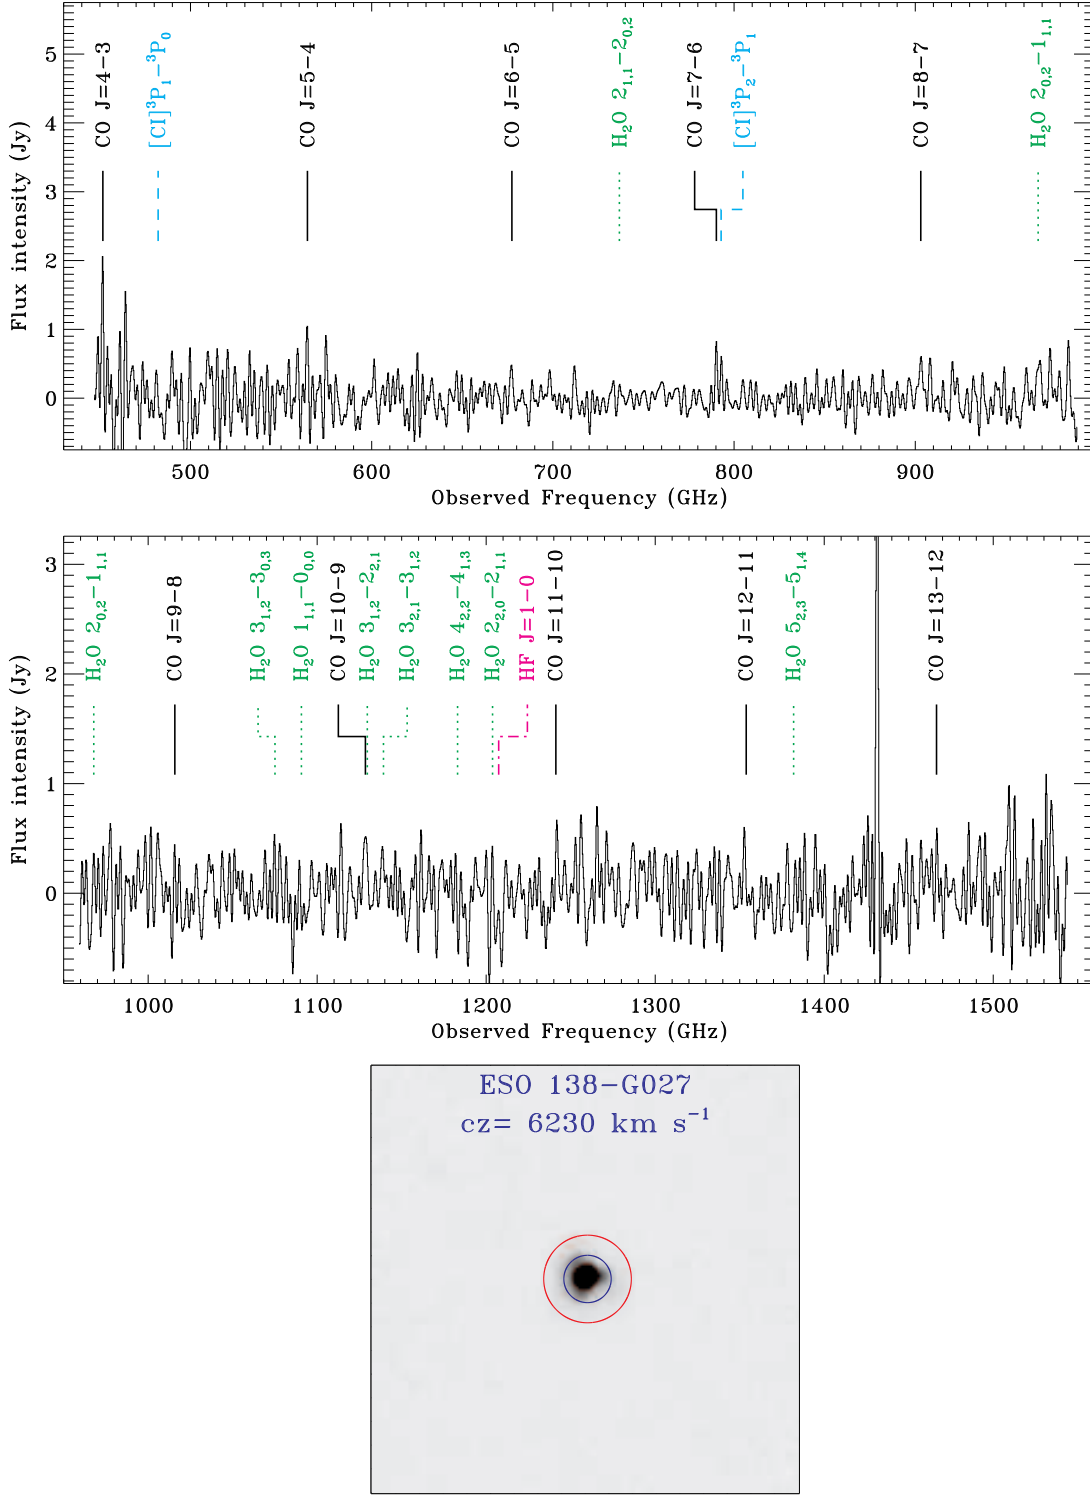 CO J=4−3
[CI]³P₁−³P₀
CO J=5−4
CO J=6−5
H₂O 2₁,₁−2₀,₂
CO J=7−6
[CI]³P₂−³P₁
CO J=8−7
H₂O 2₀,₂−1₁,₁
Flux intensity (Jy)
5
4
3
2
1
0
500 600 700 800 900
Observed Frequency (GHz)
H₂O 2₀,₂−1₁,₁
CO J=9−8
H₂O 3₁,₂−3₀,₃
H₂O 1₁,₁−0₀,₀
CO J=10−9
H₂O 3₁,₂−2₂,₁
H₂O 3₂,₁−3₁,₂
H₂O 4₂,₂−4₁,₃
H₂O 2₂,₀−2₁,₁
HF J=1−0
CO J=11−10
CO J=12−11
H₂O 5₂,₃−5₁,₄
CO J=13−12
Flux intensity (Jy)
3
2
1
0
1000 1100 1200 1300 1400 1500
Observed Frequency (GHz)
ESO 138−G027
cz= 6230 km s⁻¹